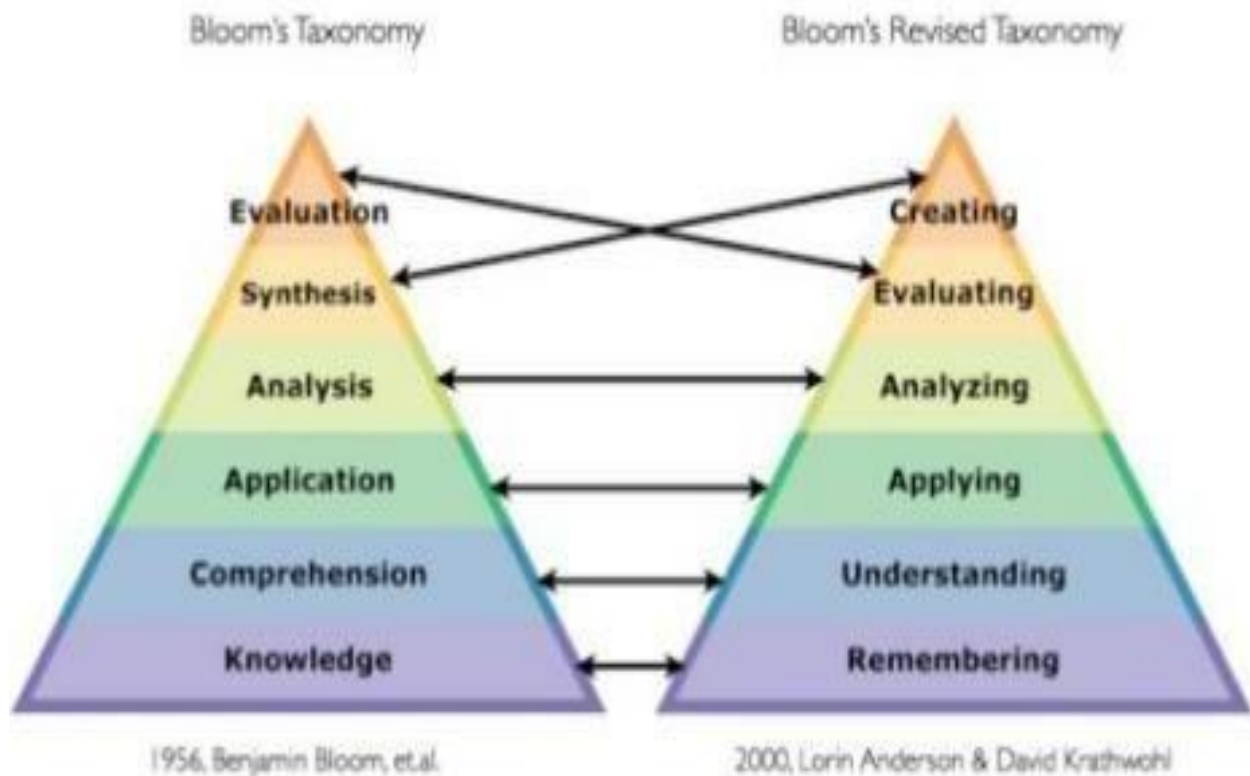 Bloom's Taxonomy
Bloom's Revised Taxonomy
Evaluation
Synthesis
Analysis
Application
Comprehension
Knowledge
Creating
Evaluating
Analyzing
Applying
Understanding
Remembering
1956, Benjamin Bloom, et.al.
2000, Lorin Anderson & David Krathwohl